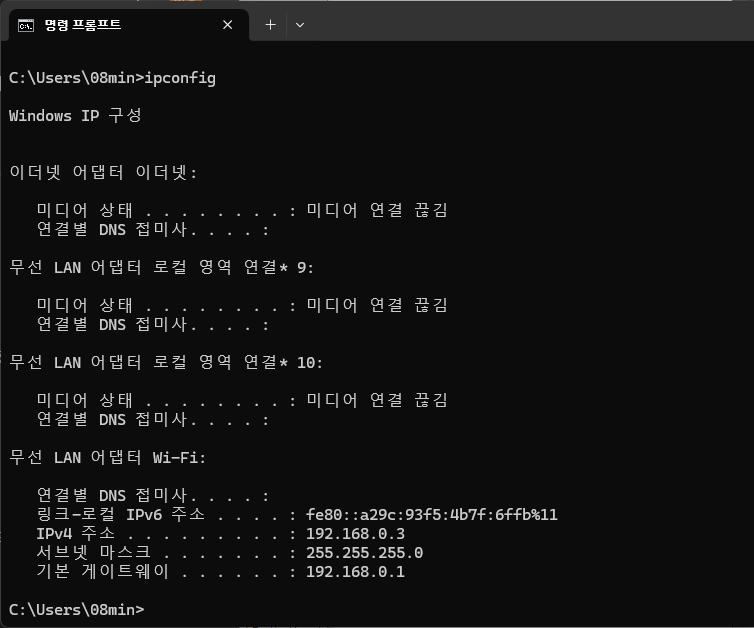 명령 프롬프트
C:\Users\08min>ipconfig
Windows IP 구성
이더넷 어댑터 이더넷:
미디어 상태 . . . . . . . . : 미디어 연결 끊김
연결별 DNS 접미사. . . . :
무선 LAN 어댑터 로컬 영역 연결* 9:
미디어 상태 . . . . . . . . : 미디어 연결 끊김
연결별 DNS 접미사. . . . :
무선 LAN 어댑터 로컬 영역 연결* 10:
미디어 상태 . . . . . . . . : 미디어 연결 끊김
연결별 DNS 접미사. . . . :
무선 LAN 어댑터 Wi-Fi:
연결별 DNS 접미사. . . . :
링크-로컬 IPv6 주소 . . . . : fe80::a29c:93f5:4b7f:6ffb%11
IPv4 주소 . . . . . . . . . : 192.168.0.3
서브넷 마스크 . . . . . . . : 255.255.255.0
기본 게이트웨이 . . . . . . : 192.168.0.1
C:\Users\08min>